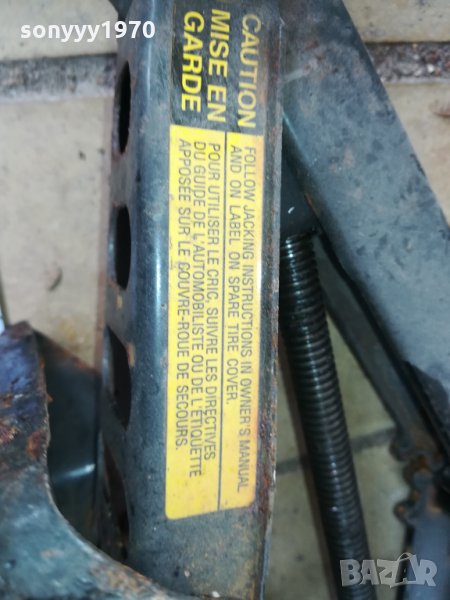 sonyyy1970
CAUTION
MISE EN
GARDE
FOLLOW JACKING INSTRUCTIONS IN OWNER'S MANUAL
AND ON LABEL ON SPARE TIRE COVER.
POUR UTILISER LE CRIC, SUIVRE LES DIRECTIVES
DU GUIDE DE L'AUTOMOBILISTE OU DE L'ÉTIQUETTE
APPOSÉE SUR LE COUVRE-ROUE DE SECOURS.
BAZAR